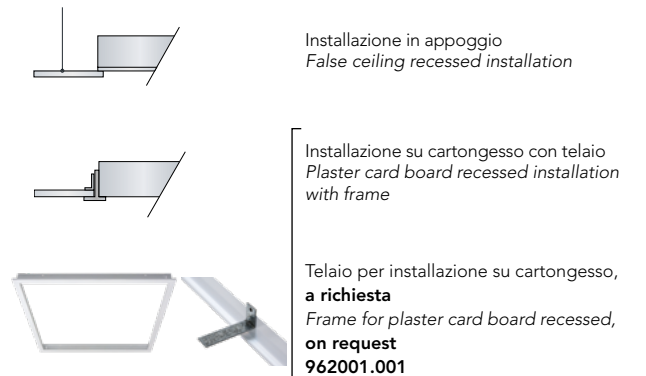 Installazione in appoggio
False ceiling recessed installation
Installazione su cartongesso con telaio
Plaster card board recessed installation
with frame
Telaio per installazione su cartongesso,
a richiesta
Frame for plaster card board recessed,
on request
962001.001